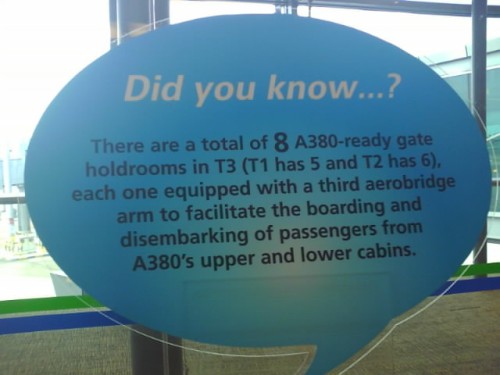 Did you know...?
There are a total of 8 A380-ready gate
holdrooms in T3 (T1 has 5 and T2 has 6),
each one equipped with a third aerobridge
arm to facilitate the boarding and
disembarking of passengers from
A380's upper and lower cabins.